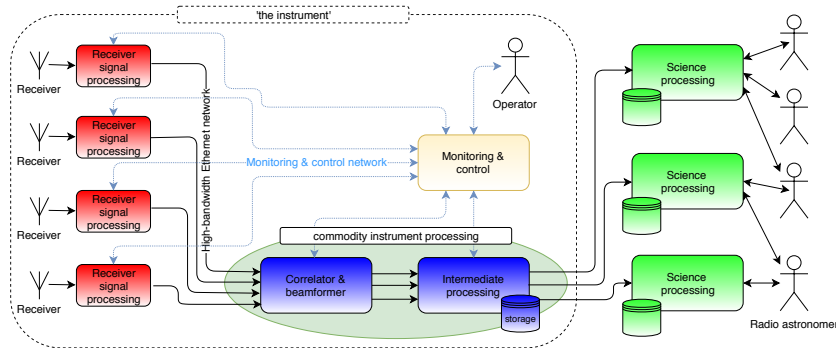 'the instrument'
Receiver
signal
processing
Receiver
Receiver
signal
processing
Receiver
Receiver
signal
processing
Receiver
Receiver
signal
processing
Receiver
High-bandwidth Ethernet network
Monitoring & control network
Operator
Monitoring &
control
commodity instrument processing
Correlator &
beamformer
Intermediate
processing
storage
Science
processing
Science
processing
Science
processing
Radio astronomer